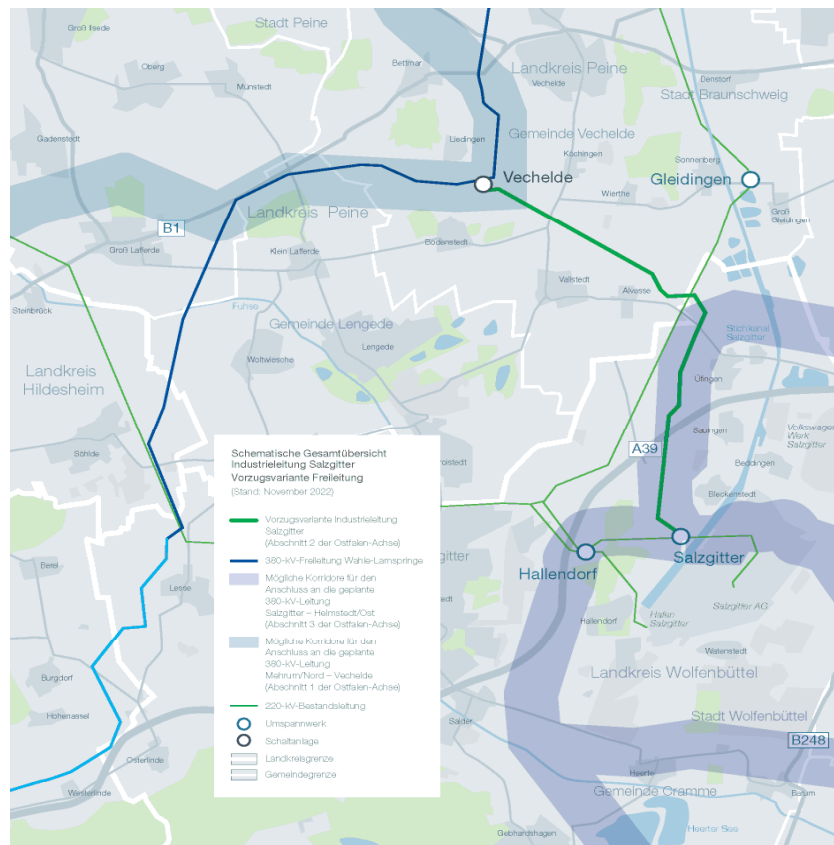 Stadt Peine
Groß Ilsede
Oberg
Bettmar
Landkreis Peine
Vechelde
Denstorf
Münstedt
Stadt Braunschweig
Gadenstedt
Liedingen
Gemeinde Vechelde
Köchingen
Sonnenberg
Vechelde
Gleidingen
Wierthe
Groß
Gleidingen
Landkreis Peine
B1
Bodenstedt
Groß Lafferde
Klein Lafferde
Vallstedt
Alvesse
Steinbrück
Fuhse
Gemeinde Lengede
Stichkanal
Salzgitter
Lengede
Woltwiesche
Landkreis
Hildesheim
Üfingen
Söhlde
Sauingen
Volkswagen
Werk
Salzgitter
A39
Beddingen
Bleckenstedt
Schematische Gesamtübersicht
Industrieleitung Salzgitter
Vorzugsvariante Freileitung
(Stand: November 2022)
Vorzugsvariante Industrieleitung
Salzgitter
(Abschnitt 2 der Ostfalen-Achse)
380-kV-Freileitung Wahle-Lamspringe
Mögliche Korridore für den
Anschluss an die geplante
380-kV-Leitung
Salzgitter – Helmstedt/Ost
(Abschnitt 3 der Ostfalen-Achse)
Mögliche Korridore für den
Anschluss an die geplante
380-kV-Leitung
Mehrum/Nord – Vechelde
(Abschnitt 1 der Ostfalen-Achse)
220-kV-Bestandsleitung
Umspannwerk
Schaltanlage
Landkreisgrenze
Gemeindegrenze
Hallendorf
Salzgitter
Berel
Lesse
Hallendorf
Hafen
Salzgitter
Salzgitter AG
Watenstedt
Landkreis Wolfenbüttel
Burgdorf
Hohenassel
Salder
Stadt Wolfenbüttel
B248
Osterlinde
Westerlinde
Heerte
Gemeinde Cramme
Barum
Heerter See
Gebhardshagen